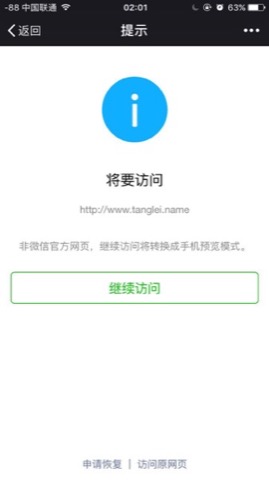 -88 中国联通 02:01 63%
返回 提示
将要访问
http://www.tanglei.name
非微信官方网页，继续访问将转换成手机预览模式。
继续访问
申请恢复 | 访问原网页